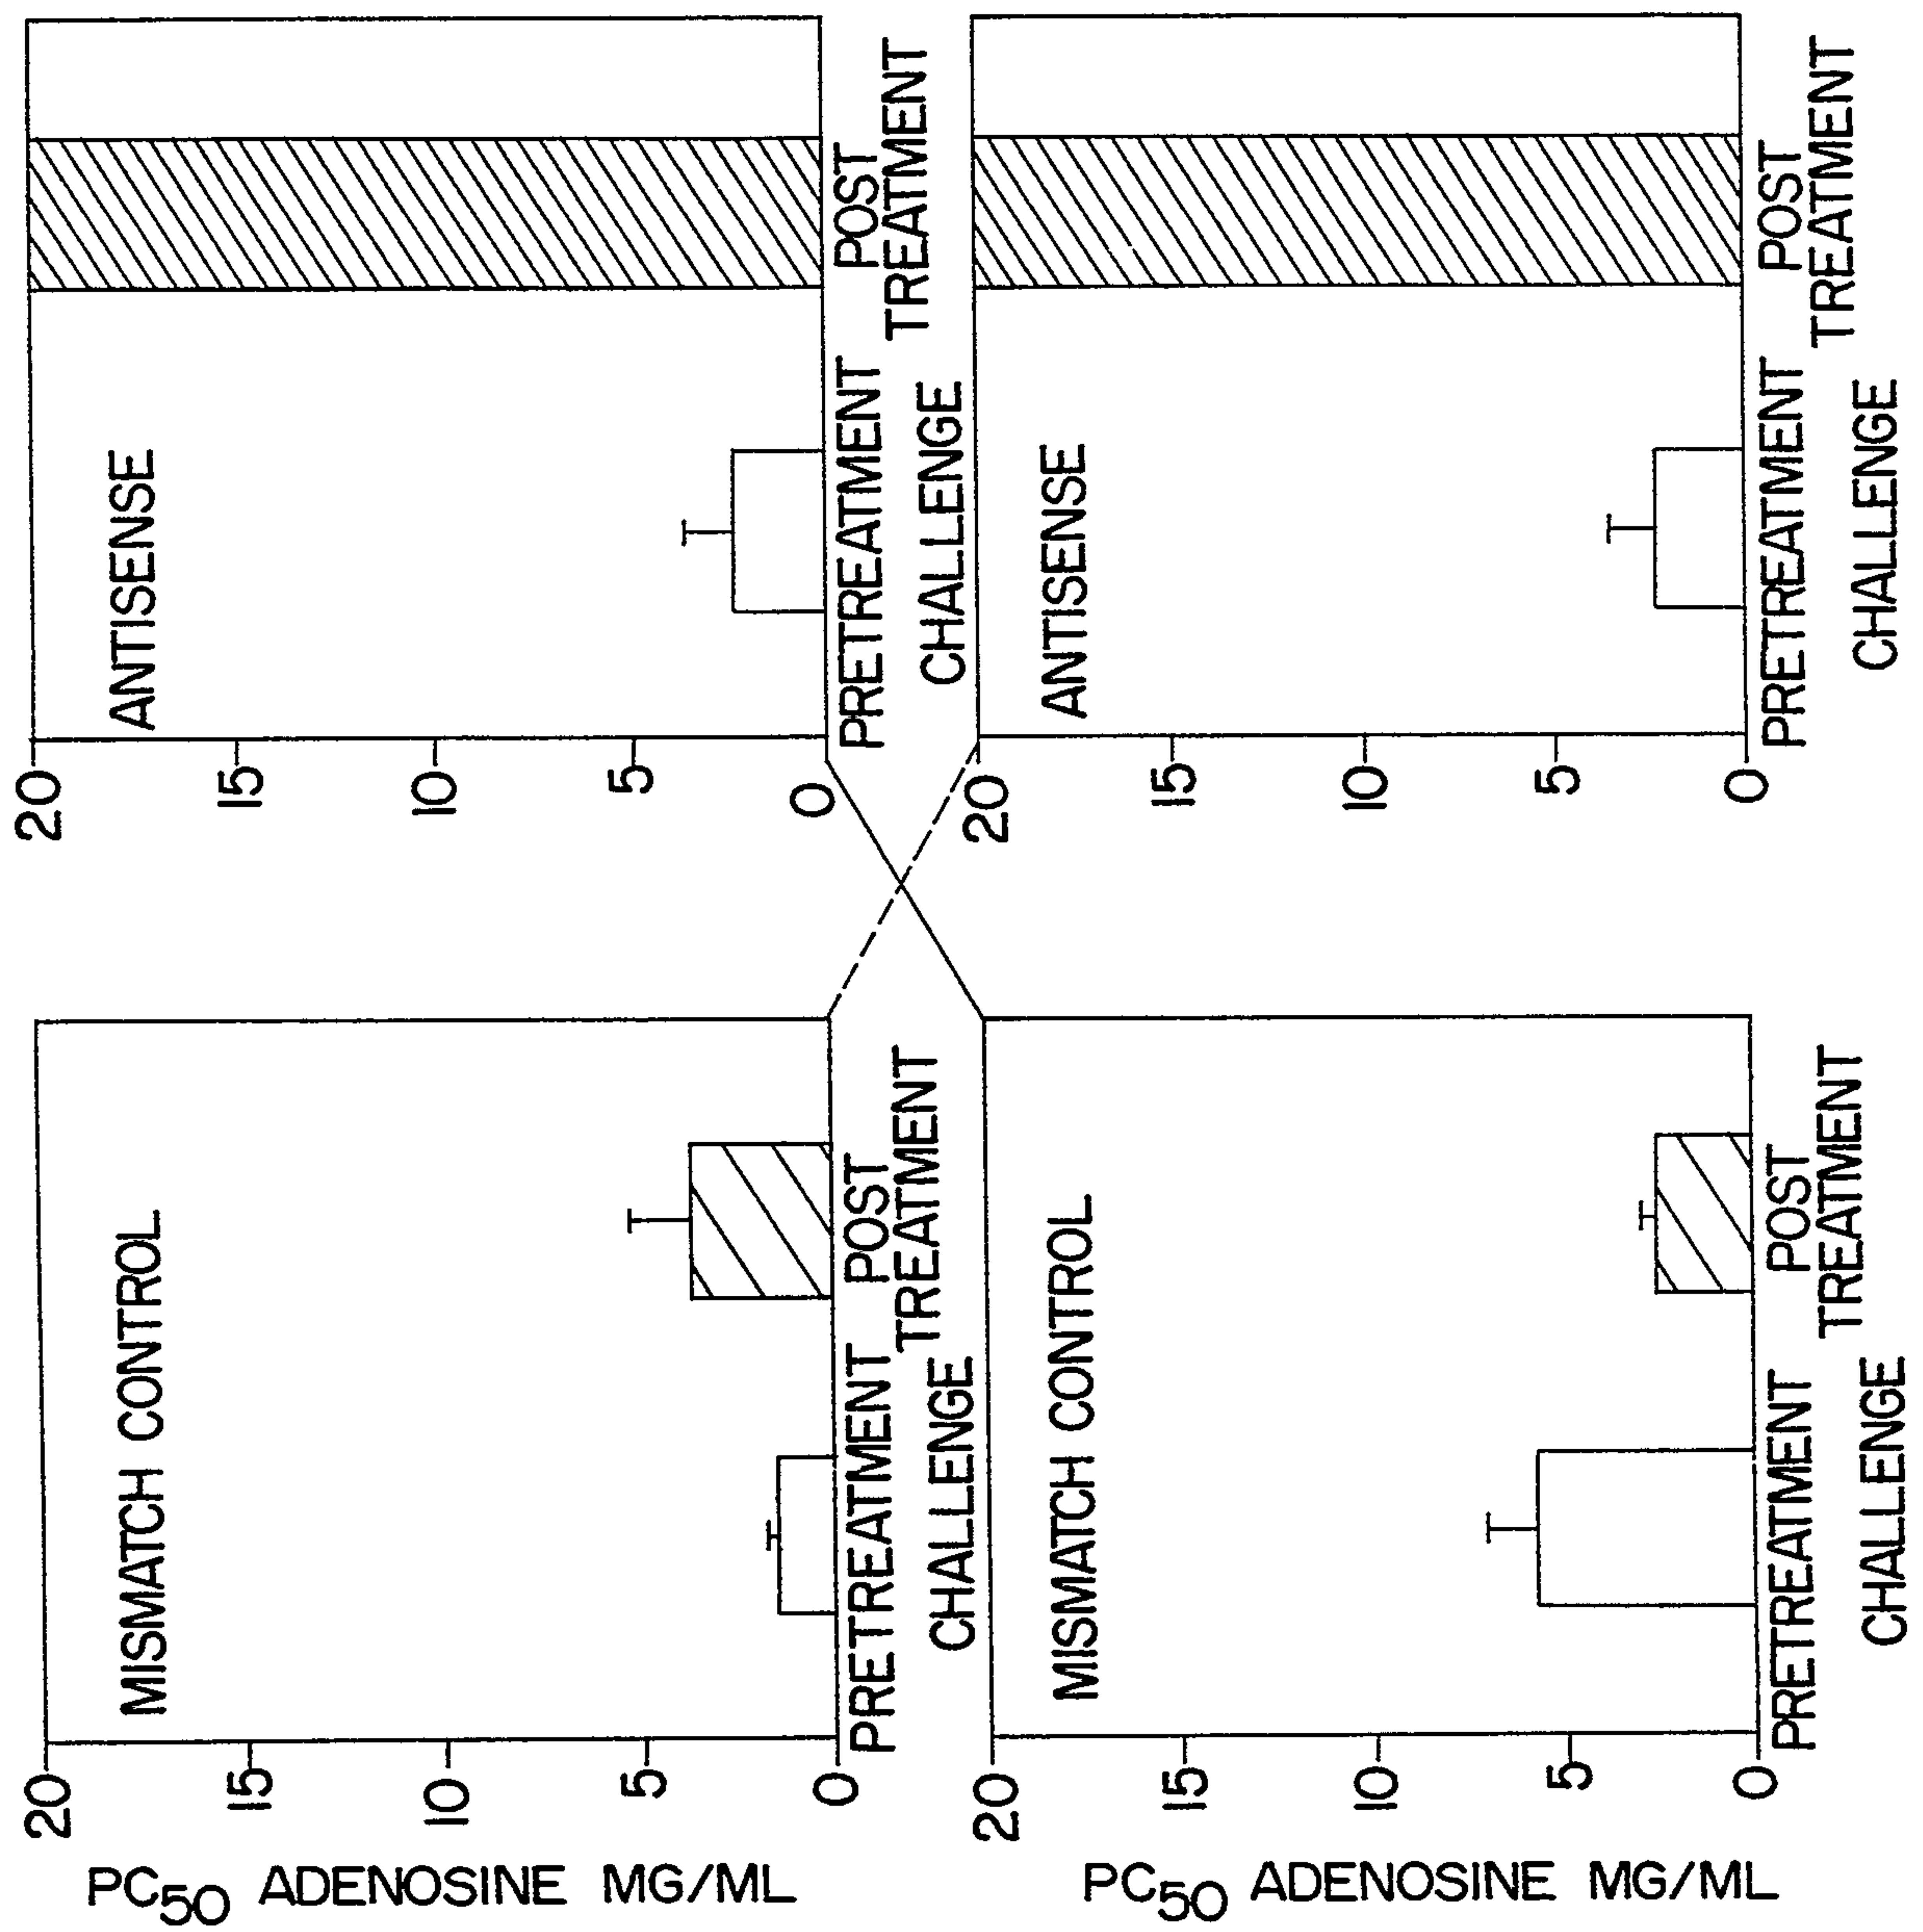 PC50 ADENOSINE MG/ML
20
15
10
5
0
MISMATCH CONTROL
PRETREATMENT
POST
TREATMENT
CHALLENGE
20
15
10
5
0
ANTISENSE
PRETREATMENT
POST
TREATMENT
CHALLENGE
PC50 ADENOSINE MG/ML
20
15
10
5
0
MISMATCH CONTROL
PRETREATMENT
POST
TREATMENT
CHALLENGE
20
15
10
5
0
ANTISENSE
PRETREATMENT
POST
TREATMENT
CHALLENGE